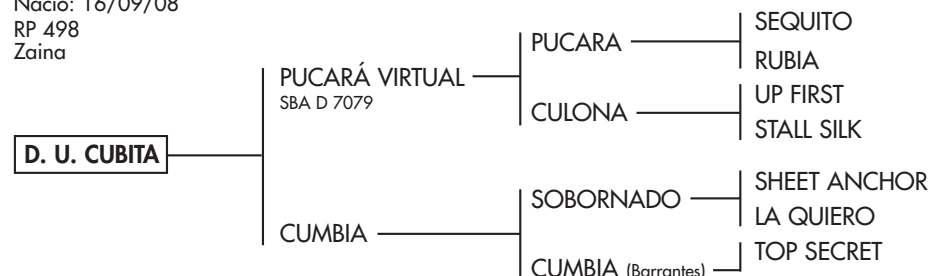 Nació: 16/09/08
RP 498
Zaina
D. U. CUBITA
PUCARÁ VIRTUAL
SBA D 7079
CUMBIA
PUCARA
CULONA
SOBORNADO
CUMBIA (Barrantes)
SEQUITO
RUBIA
UP FIRST
STALL SILK
SHEET ANCHOR
LA QUIERO
TOP SECRET